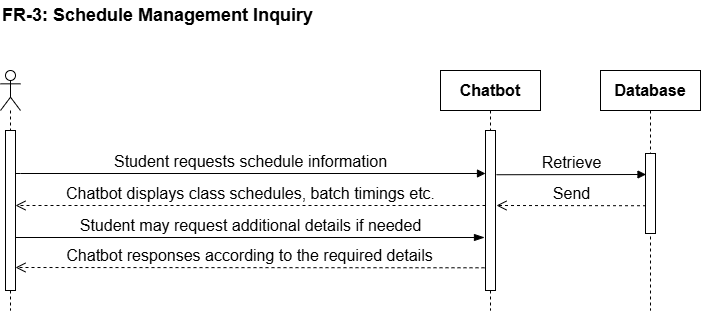 FR-3: Schedule Management Inquiry
Chatbot
Database
Student requests schedule information
Retrieve
Chatbot displays class schedules, batch timings etc.
Send
Student may request additional details if needed
Chatbot responses according to the required details